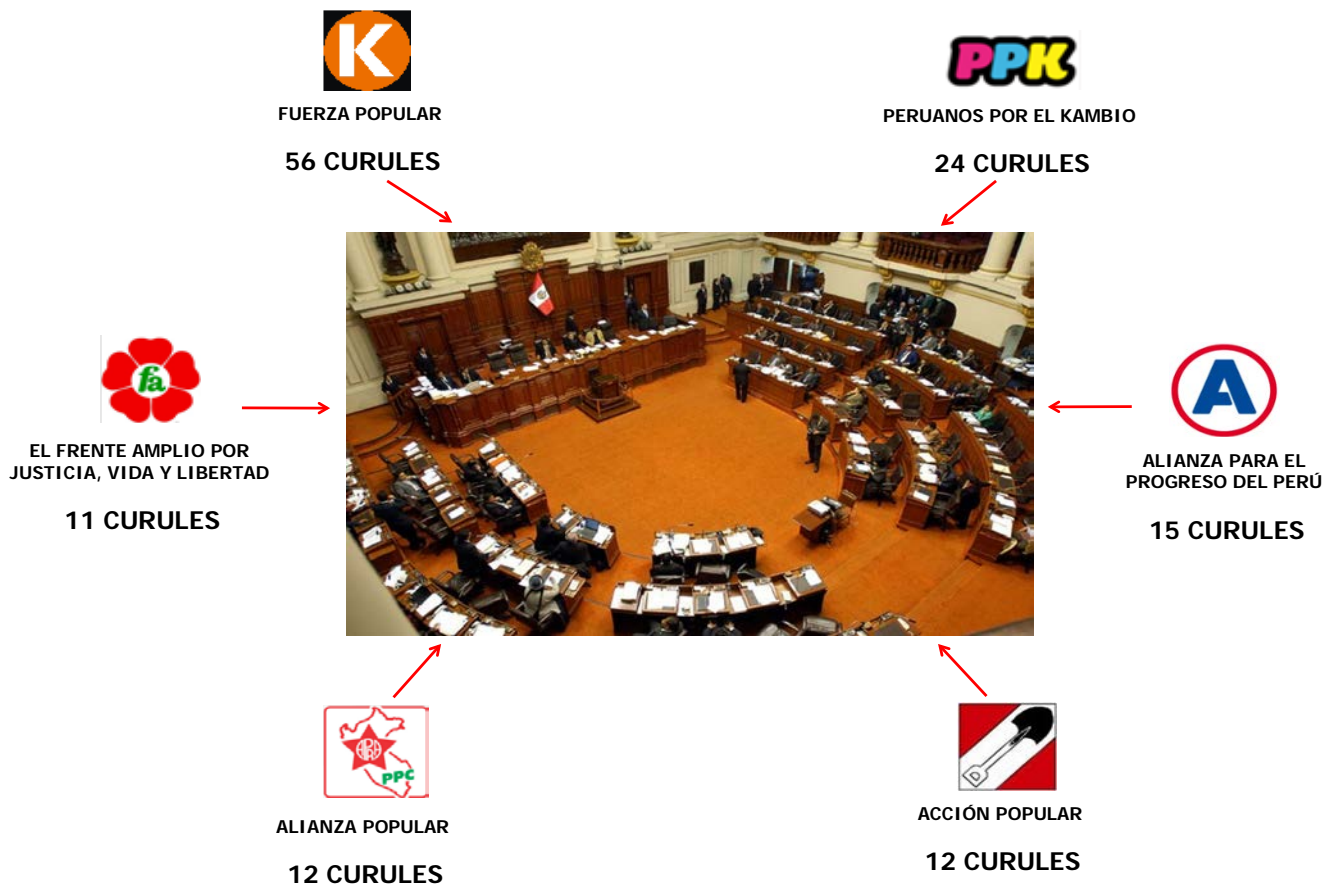 K
FUERZA POPULAR
56 CURULES
PPK
PERUANOS POR EL KAMBIO
24 CURULES
fa
EL FRENTE AMPLIO POR
JUSTICIA, VIDA Y LIBERTAD
11 CURULES
A
ALIANZA PARA EL
PROGRESO DEL PERÚ
15 CURULES
APRA
PPC
ALIANZA POPULAR
12 CURULES
ACCIÓN POPULAR
12 CURULES